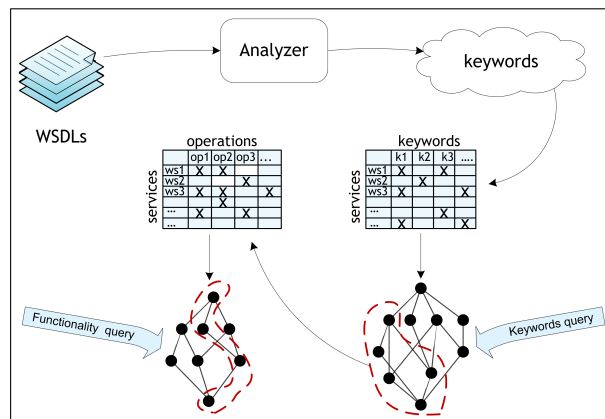 Analyzer
keywords
WSDLs
operations
op1 op2 op3 ...
services
ws1 X X
ws2 X
ws3 X X X
X
... X X
...
keywords
k1 k2 k3 ....
services
ws1 X X
ws2 X
ws3 X X
... X
... X X
Functionality query
Keywords query